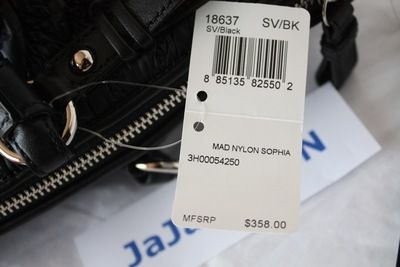 18637 SV/BK
SV/Black
8 85135 82550 2
MAD NYLON SOPHIA
3H00054250
MFSRP $358.00